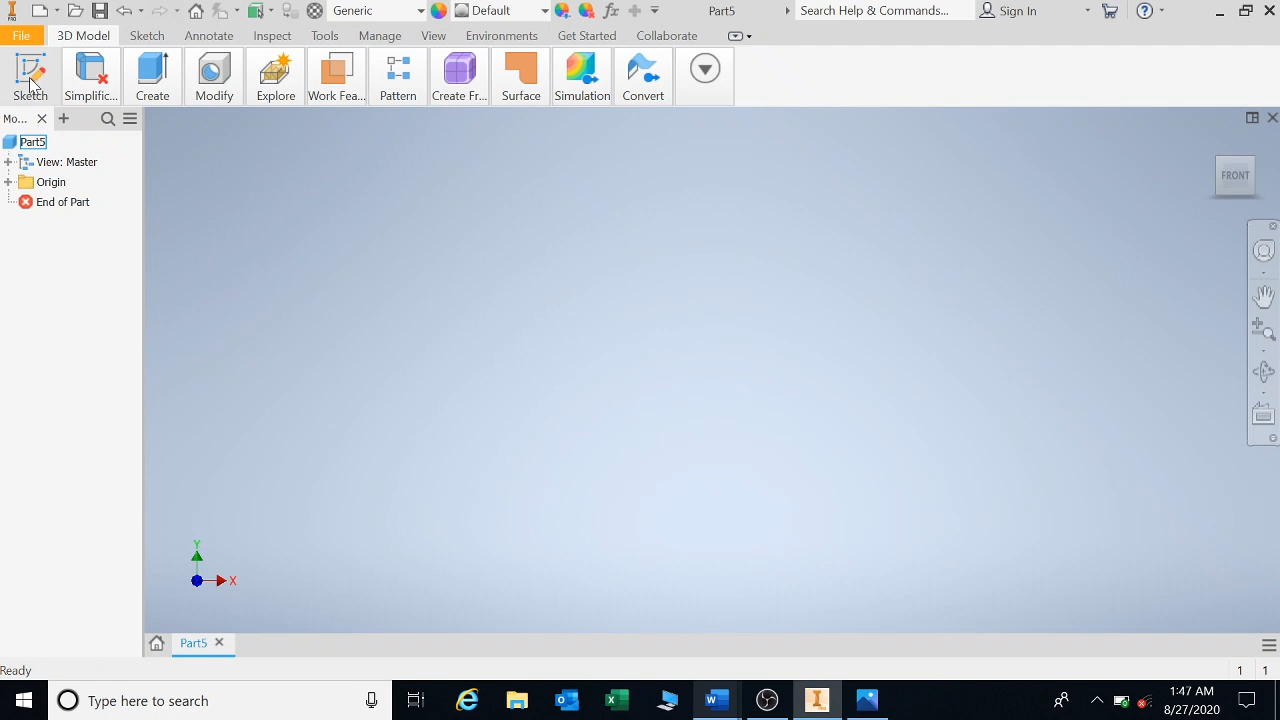 PRO Generic Default fx Part5 Search Help & Commands... Sign In
File 3D Model Sketch Annotate Inspect Tools Manage View Environments Get Started Collaborate
Sketch Simplific... Create Modify Explore Work Fea... Pattern Create Fr... Surface Simulation Convert
Mo...
Part5
View: Master
Origin
End of Part
FRONT
Y
X
Part5
Ready 1 1
Type here to search
1:47 AM
8/27/2020